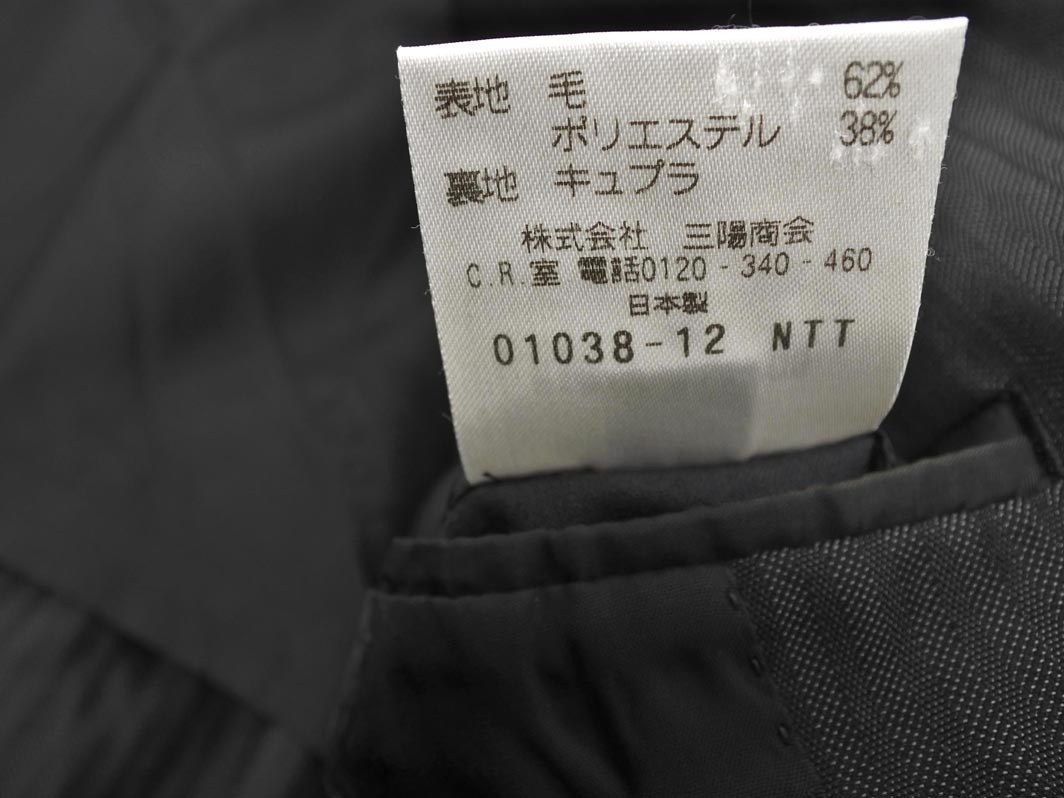 表地 毛 62%
ポリエステル 38%
裏地 キュプラ
株式会社 三陽商会
C.R.室 電話0120-340-460
日本製
01038-12 NTT